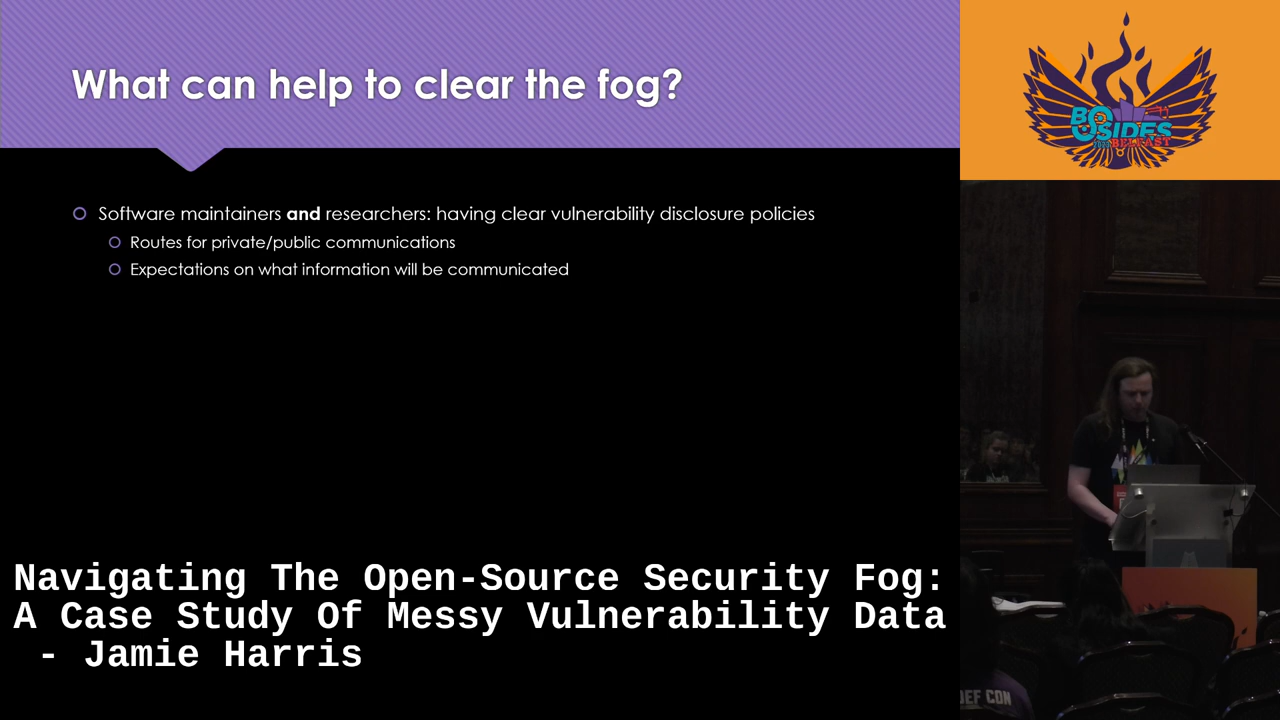 What can help to clear the fog?
Software maintainers and researchers: having clear vulnerability disclosure policies
Routes for private/public communications
Expectations on what information will be communicated
Navigating The Open-Source Security Fog:
A Case Study Of Messy Vulnerability Data
- Jamie Harris
BSIDES
BELFAST
DEF CON